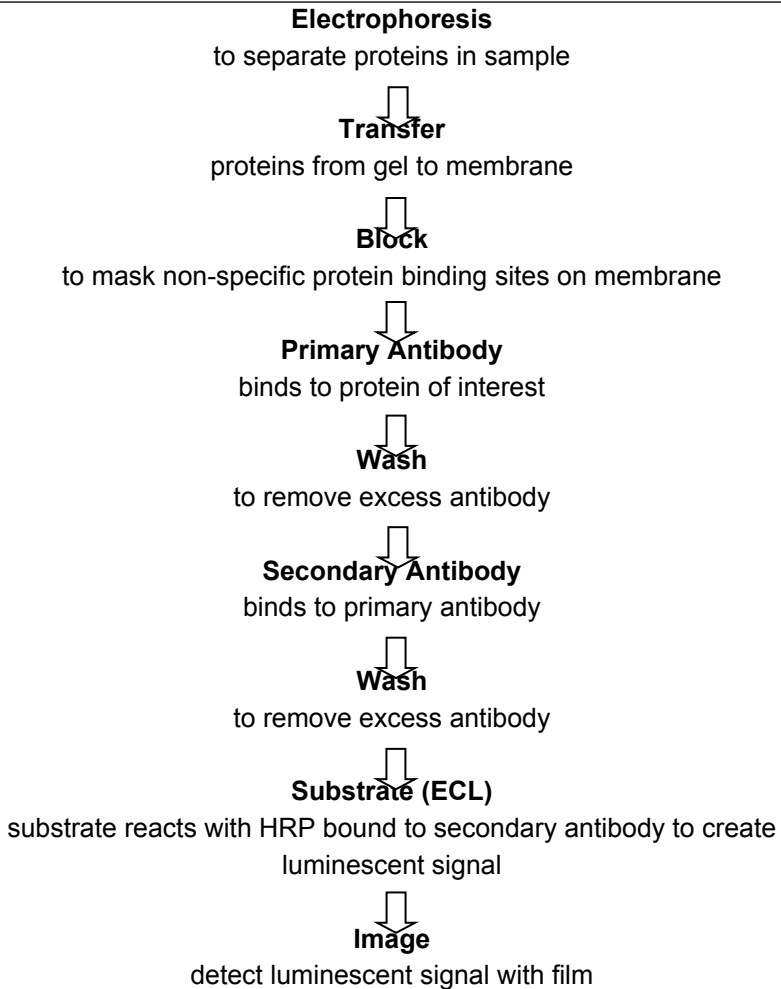 Electrophoresis
to separate proteins in sample
Transfer
proteins from gel to membrane
Block
to mask non-specific protein binding sites on membrane
Primary Antibody
binds to protein of interest
Wash
to remove excess antibody
Secondary Antibody
binds to primary antibody
Wash
to remove excess antibody
Substrate (ECL)
substrate reacts with HRP bound to secondary antibody to create
luminescent signal
Image
detect luminescent signal with film